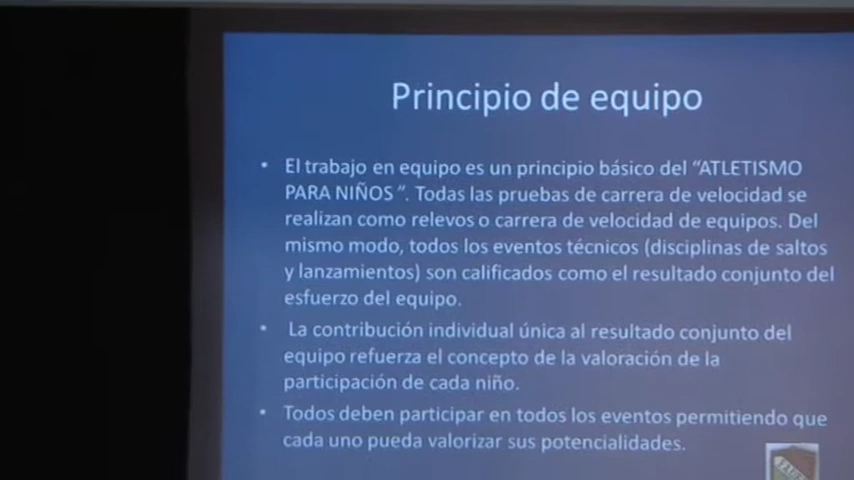 Principio de equipo
• El trabajo en equipo es un principio básico del “ATLETISMO
PARA NIÑOS ”. Todas las pruebas de carrera de velocidad se
realizan como relevos o carrera de velocidad de equipos. Del
mismo modo, todos los eventos técnicos (disciplinas de saltos
y lanzamientos) son calificados como el resultado conjunto del
esfuerzo del equipo.
• La contribución individual única al resultado conjunto del
equipo refuerza el concepto de la valoración de la
participación de cada niño.
• Todos deben participar en todos los eventos permitiendo que
cada uno pueda valorizar sus potencialidades.